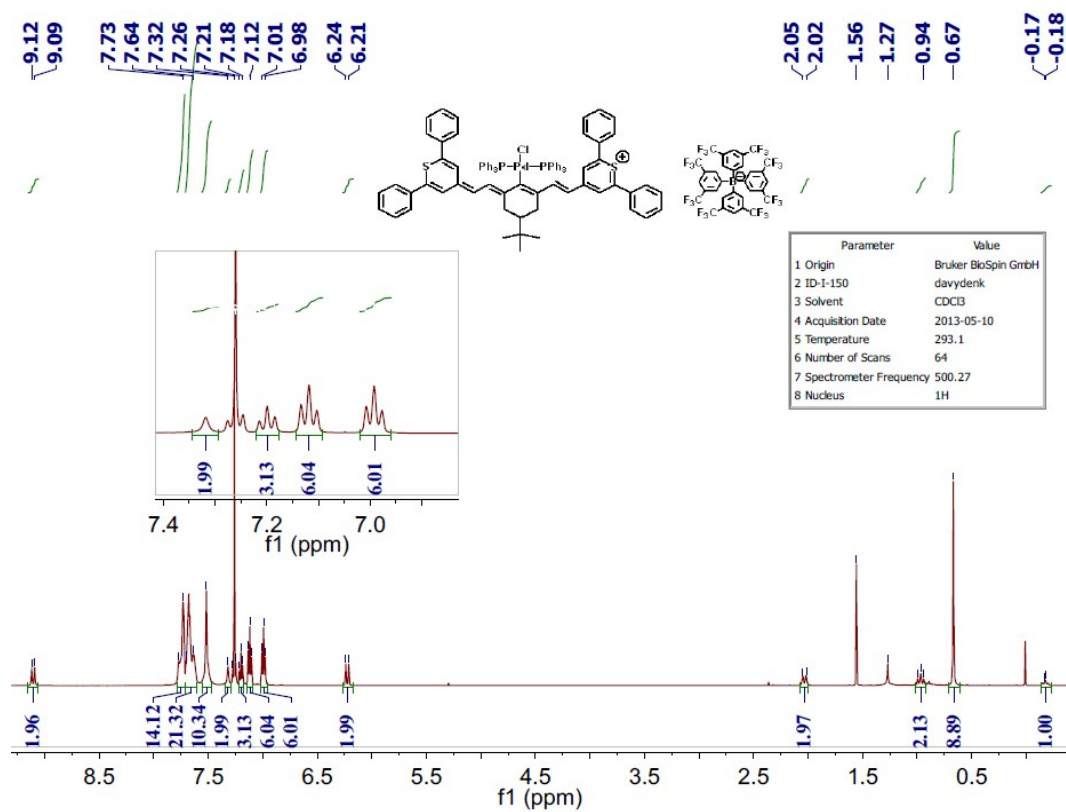 9.12 9.09 7.73 7.64 7.32 7.26 7.21 7.18 7.12 7.01 6.98 6.24 6.21 2.05 2.02 1.56 1.27 0.94 0.67 -0.17 -0.18
Cl
S Ph₃P Pd PPh₃ S ⊕
CF₃ CF₃
F₃C CF₃
F₃C B ⊖ CF₃
F₃C CF₃
Parameter Value
1 Origin Bruker BioSpin GmbH
2 ID-I-150 davydenk
3 Solvent CDCl3
4 Acquisition Date 2013-05-10
5 Temperature 293.1
6 Number of Scans 64
7 Spectrometer Frequency 500.27
8 Nucleus 1H
1.99 3.13 6.04 6.01
7.4 7.2 7.0
f1 (ppm)
1.96 14.12 21.32 10.34 1.99 3.13 6.04 6.01 1.99 1.97 2.13 8.89 1.00
8.5 7.5 6.5 5.5 4.5 3.5 2.5 1.5 0.5
f1 (ppm)